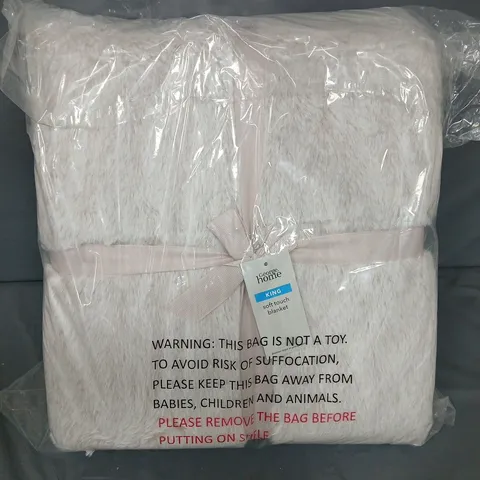 George
home
KING
soft touch
blanket
WARNING: THIS BAG IS NOT A TOY.
TO AVOID RISK OF SUFFOCATION,
PLEASE KEEP THIS BAG AWAY FROM
BABIES, CHILDREN AND ANIMALS.
PLEASE REMOVE THE BAG BEFORE
PUTTING ON